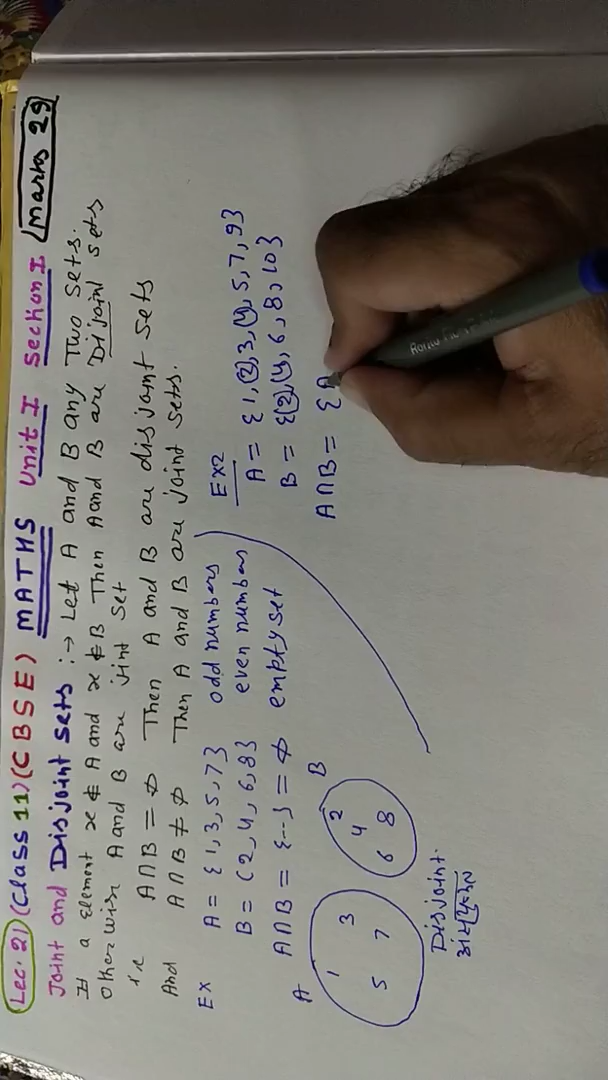 Lec. 21) (Class 11) (CBSE) MATHS Unit I Section I Marks 29
Joint and Disjoint sets :→ Let A and B any Two sets.
If a element x ∉ A and x ∉ B Then A and B are Disjoint sets
Otherwise A and B are Jint set
i.e A∩B = ϕ Then A and B are disjoint sets
And A∩B ≠ ϕ Then A and B are joint sets.
Ex A = {1,3,5,7} odd numbers
B = (2,4,6,8} even numbers
A∩B = {--} = ϕ empty set
A B
1 3 5 7
2 4 6 8
Disjoint.
Ex2
A = {1,(2),3,(4),5,7,9}
B = {(2),(4),6,8,10}
A∩B = {
Rorito